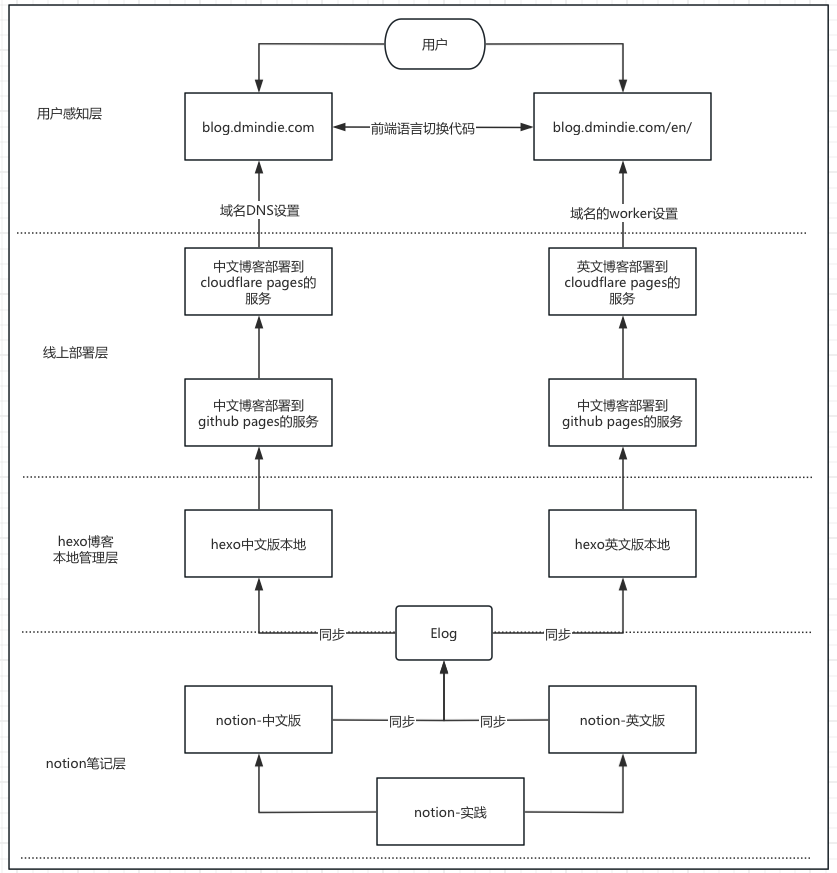 用户
用户感知层
blog.dmindie.com
前端语言切换代码
blog.dmindie.com/en/
域名DNS设置
域名的worker设置
中文博客部署到
cloudflare pages的
服务
英文博客部署到
cloudflare pages的
服务
线上部署层
中文博客部署到
github pages的服务
中文博客部署到
github pages的服务
hexo博客
本地管理层
hexo中文版本地
hexo英文版本地
同步
Elog
同步
notion-中文版
同步
同步
notion-英文版
notion笔记层
notion-实践